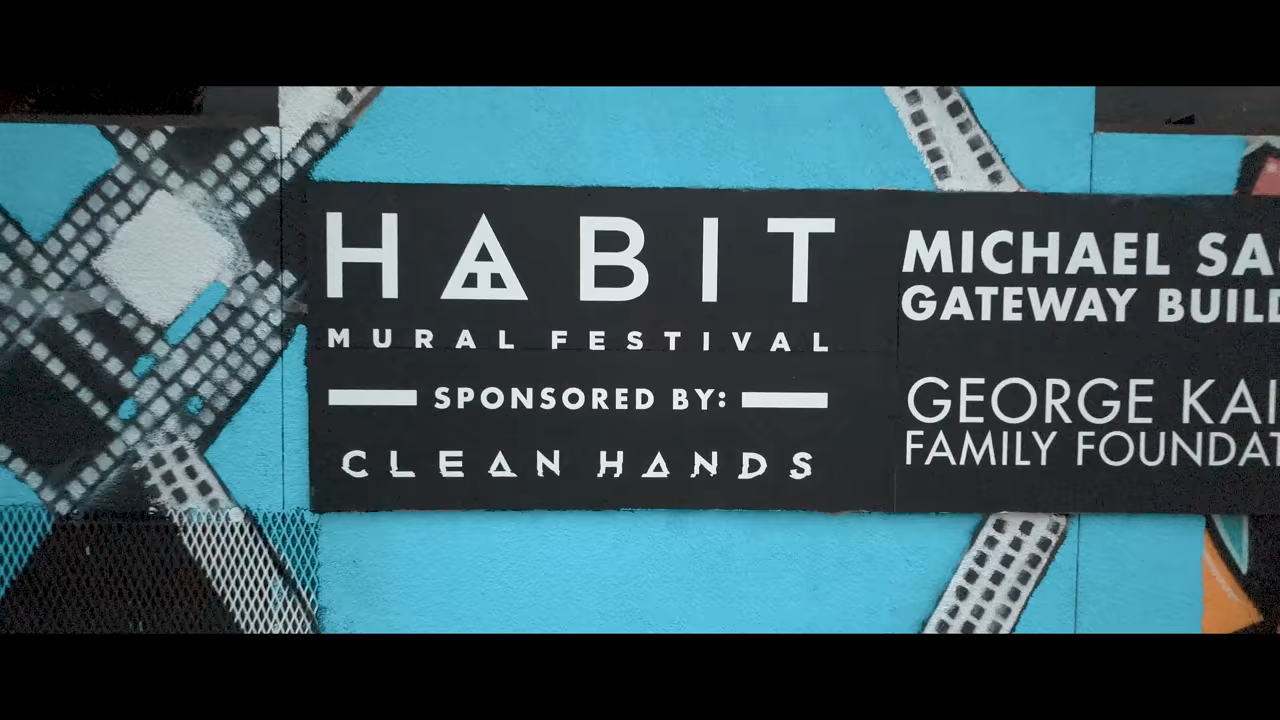 HABIT
MURAL FESTIVAL
SPONSORED BY:
CLEAN HANDS
MICHAEL
GATEWAY
GEORGE
FAMILY